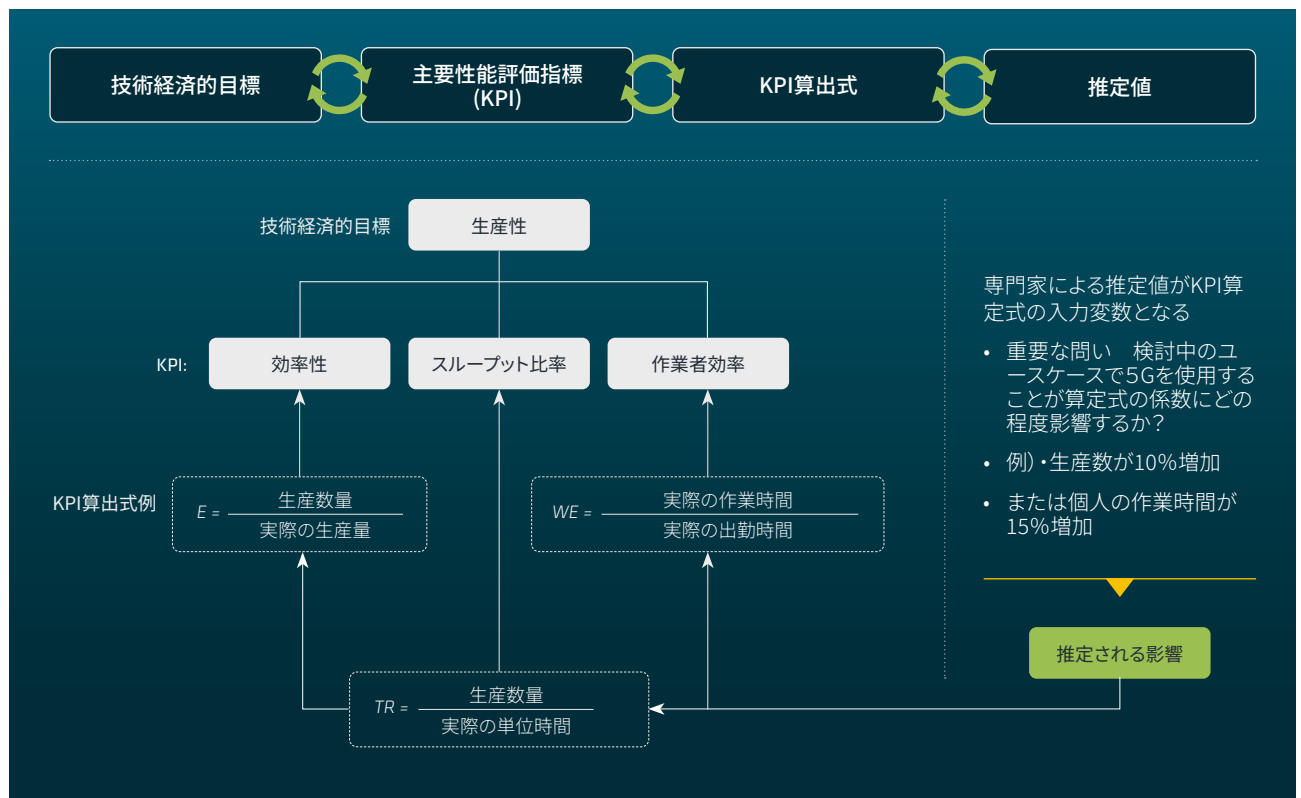 技術経済的目標
主要性能評価指標
(KPI)
KPI算出式
推定値
技術経済的目標
生産性
KPI:
効率性
スループット比率
作業者効率
KPI算出式例
E =
生産数量
実際の生産量
WE =
実際の作業時間
実際の出勤時間
TR =
生産数量
実際の単位時間
専門家による推定値がKPI算
定式の入力変数となる
• 重要な問い　検討中のユ
ースケースで5Gを使用する
ことが算定式の係数にどの
程度影響するか?
• 例）・生産数が10%増加
• または個人の作業時間が
15%増加
推定される影響